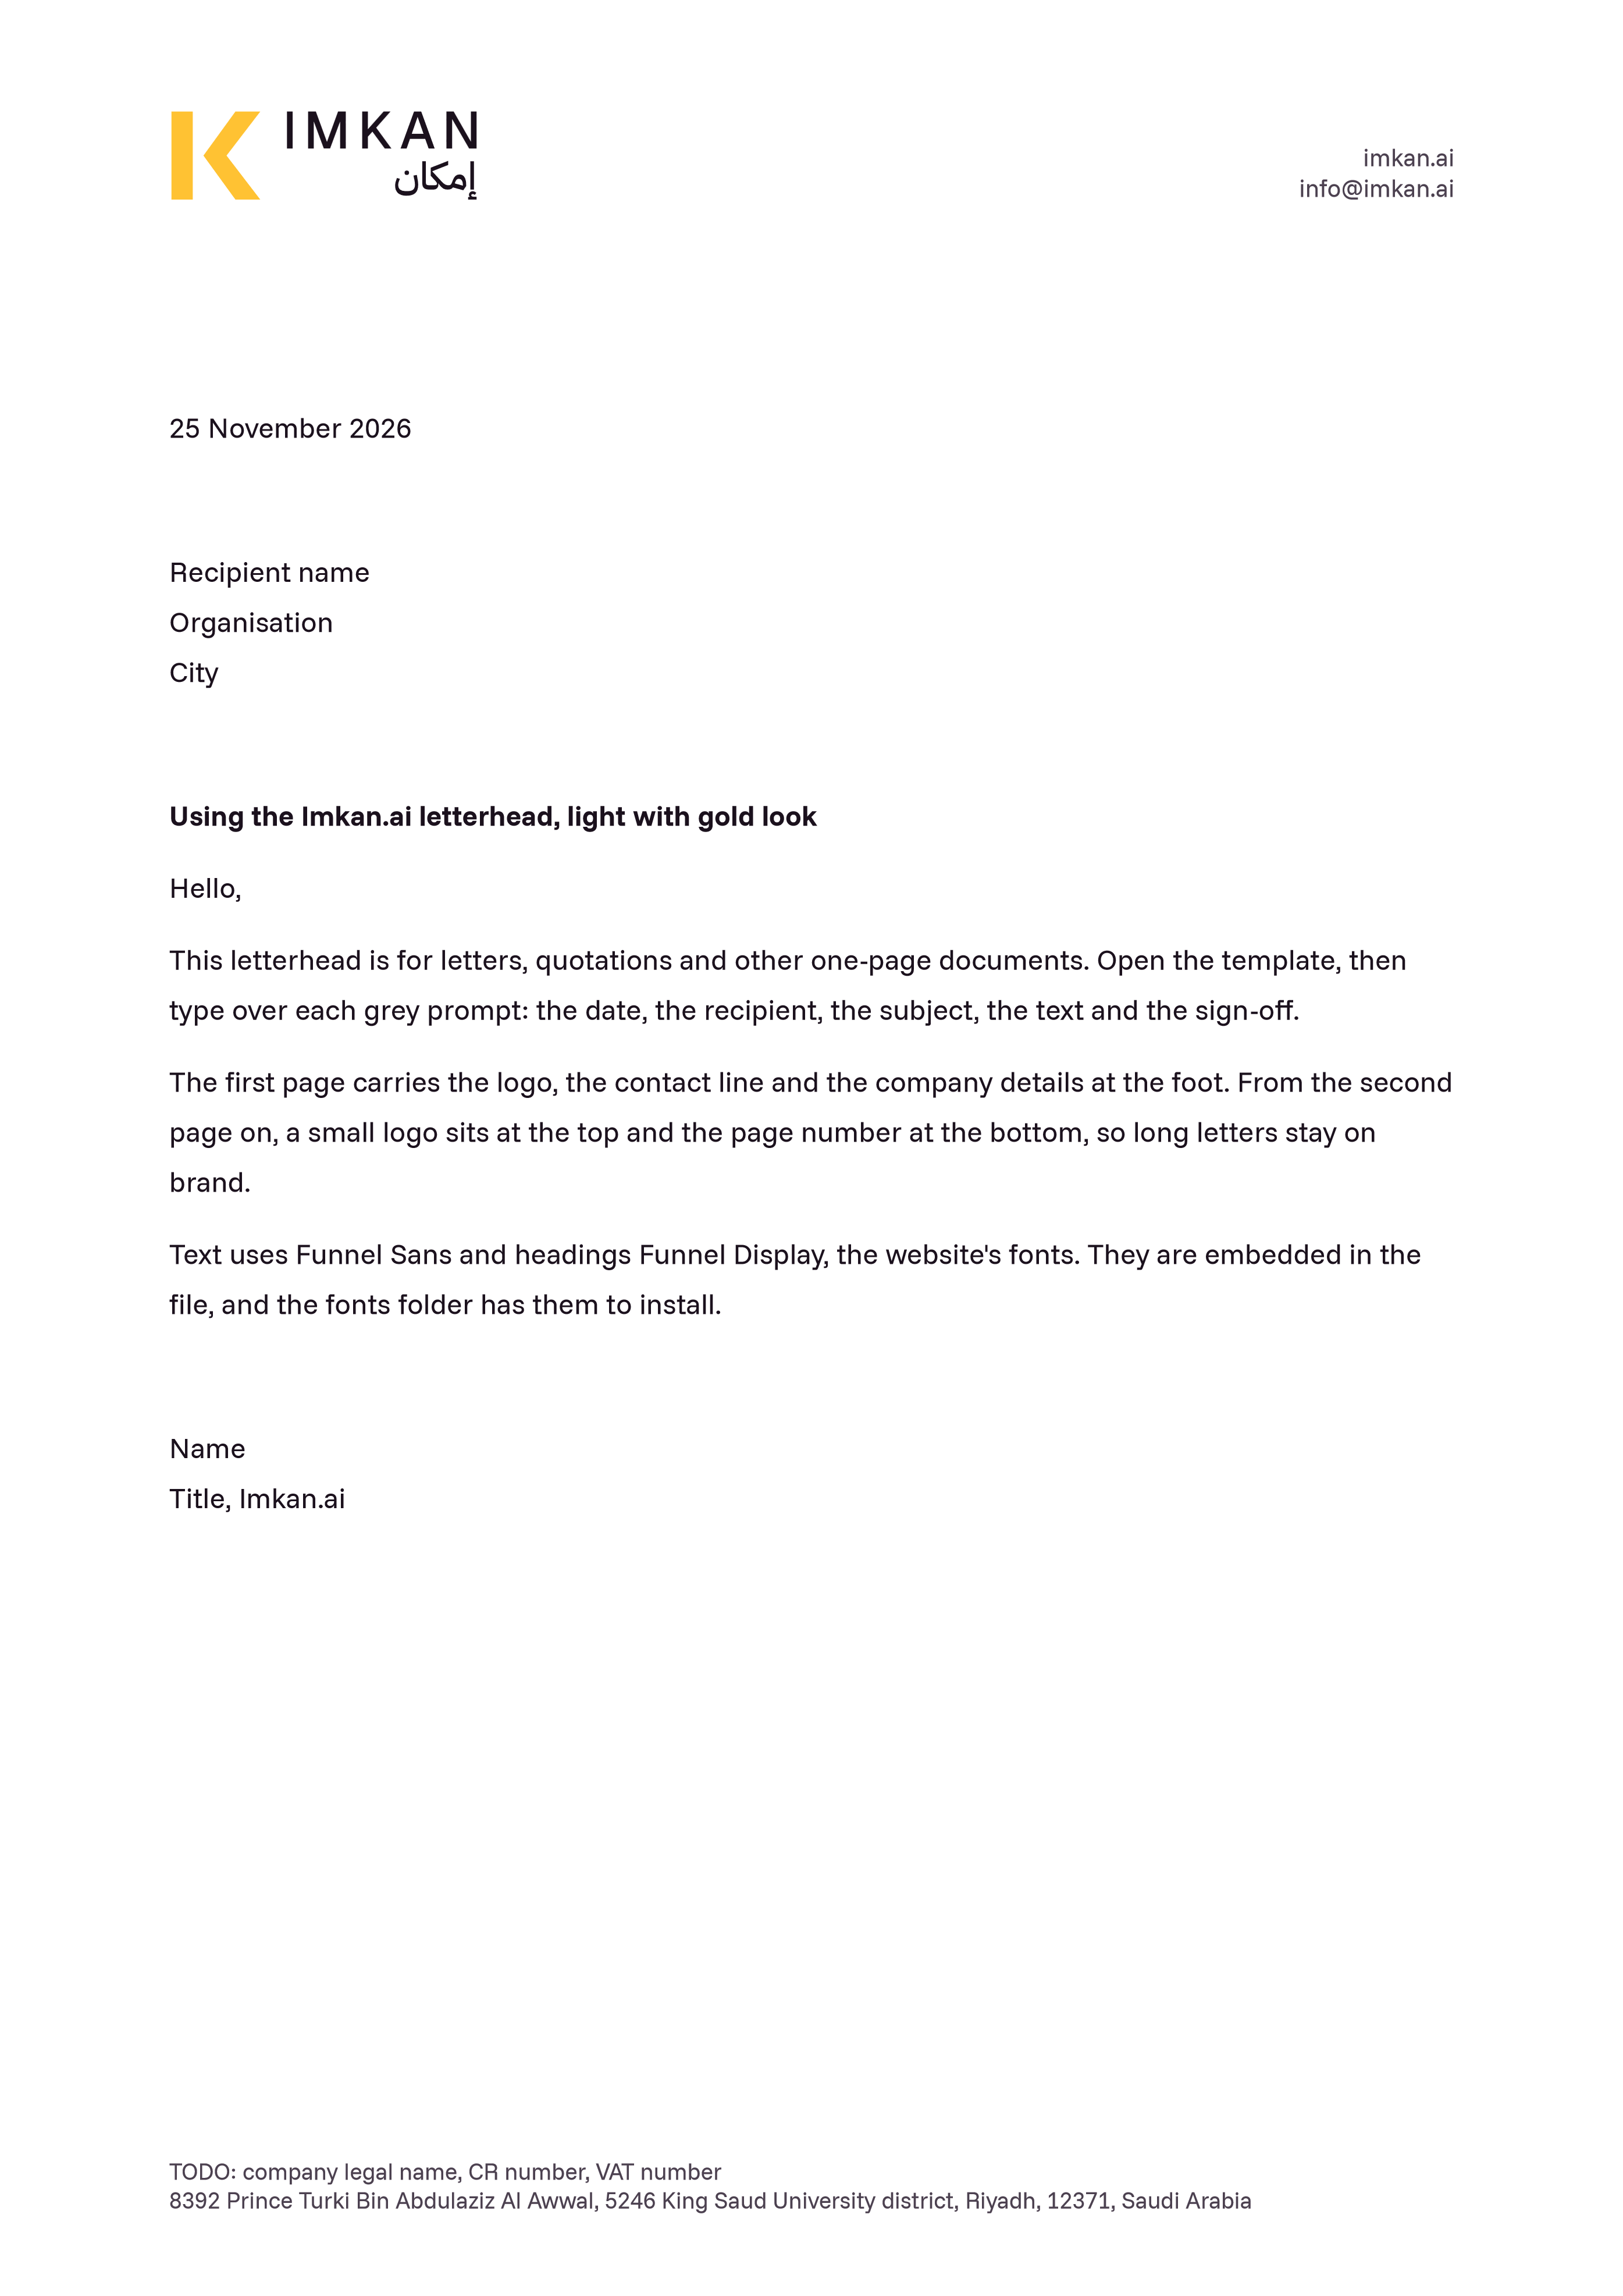 IMKAN
إمكان
imkan.ai
info@imkan.ai
25 November 2026
Recipient name
Organisation
City
Using the Imkan.ai letterhead, light with gold look
Hello,
This letterhead is for letters, quotations and other one-page documents. Open the template, then
type over each grey prompt: the date, the recipient, the subject, the text and the sign-off.
The first page carries the logo, the contact line and the company details at the foot. From the second
page on, a small logo sits at the top and the page number at the bottom, so long letters stay on
brand.
Text uses Funnel Sans and headings Funnel Display, the website's fonts. They are embedded in the
file, and the fonts folder has them to install.
Name
Title, Imkan.ai
TODO: company legal name, CR number, VAT number
8392 Prince Turki Bin Abdulaziz Al Awwal, 5246 King Saud University district, Riyadh, 12371, Saudi Arabia